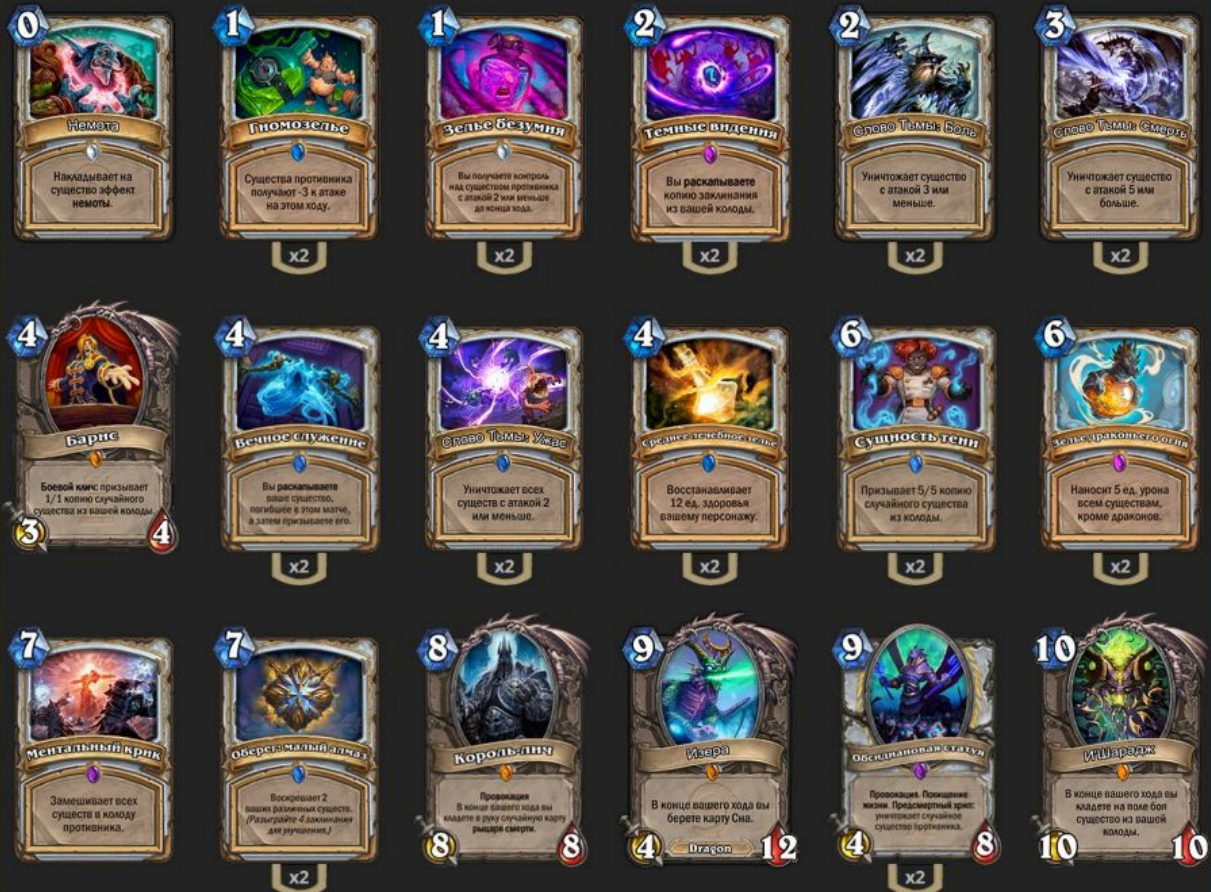 0
Немота
Накладывает на
существо эффект
немоты.
1
Гномозелье
Существа противника
получают -3 к атаке
на этом ходу.
x2
1
Зелье безумия
Вы получаете контроль
над существом противника
с атакой 2 или меньше
до конца хода.
x2
2
Темные видения
Вы раскапываете
копию заклинания
из вашей колоды.
x2
2
Слово Тьмы: Боль
Уничтожает существо
с атакой 3 или
меньше.
x2
3
Слово Тьмы: Смерть
Уничтожает существо
с атакой 5 или
больше.
x2
4
Барнс
Боевой клич: призывает
1/1 копию случайного
существа из вашей колоды.
3
4
4
Вечное служение
Вы раскапываете
ваше существо,
погибшее в этом матче,
а затем призываете его.
x2
4
Слово Тьмы: Ужас
Уничтожает всех
существ с атакой 2
или меньше.
x2
4
Среднее лечебное зелье
Восстанавливает
12 ед. здоровья
вашему персонажу.
x2
6
Сущность тени
Призывает 5/5 копию
случайного существа
из колоды.
x2
6
Зелье драконьего огня
Наносит 5 ед. урона
всем существам,
кроме драконов.
x2
7
Ментальный крик
Замешивает всех
существ в колоду
противника.
7
Оберег: малый алмаз
Воскрешает 2
ваших различных существ.
(Разыграйте 4 заклинания
для улучшения.)
x2
8
Король-лич
Провокация
В конце вашего хода вы
кладете в руку случайную карту
рыцаря смерти.
8
8
9
Изера
В конце вашего хода вы
берете карту Сна.
4
Dragon
12
9
Обсидиановая статуя
Провокация. Похищение
жизни. Предсмертный хрип:
уничтожает случайное
существо противника.
4
8
x2
10
И'Шарадж
В конце вашего хода вы
кладете на поле боя
существо из вашей
колоды.
10
10